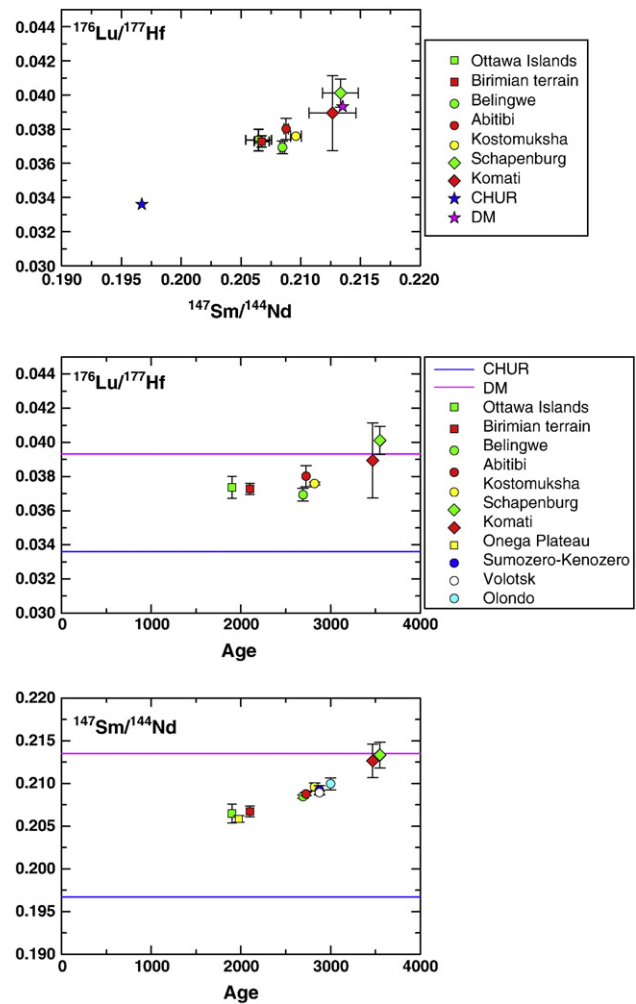 0.044
0.042
0.040
0.038
0.036
0.034
0.032
0.030
¹⁷⁶Lu/¹⁷⁷Hf
0.190 0.195 0.200 0.205 0.210 0.215 0.220
¹⁴⁷Sm/¹⁴⁴Nd
Ottawa Islands
Birimian terrain
Belingwe
Abitibi
Kostomuksha
Schapenburg
Komati
CHUR
DM
0.044
0.042
0.040
0.038
0.036
0.034
0.032
0.030
¹⁷⁶Lu/¹⁷⁷Hf
0 1000 2000 3000 4000
Age
CHUR
DM
Ottawa Islands
Birimian terrain
Belingwe
Abitibi
Kostomuksha
Schapenburg
Komati
Onega Plateau
Sumozero-Kenozero
Volotsk
Olondo
0.220
0.215
0.210
0.205
0.200
0.195
0.190
¹⁴⁷Sm/¹⁴⁴Nd
0 1000 2000 3000 4000
Age